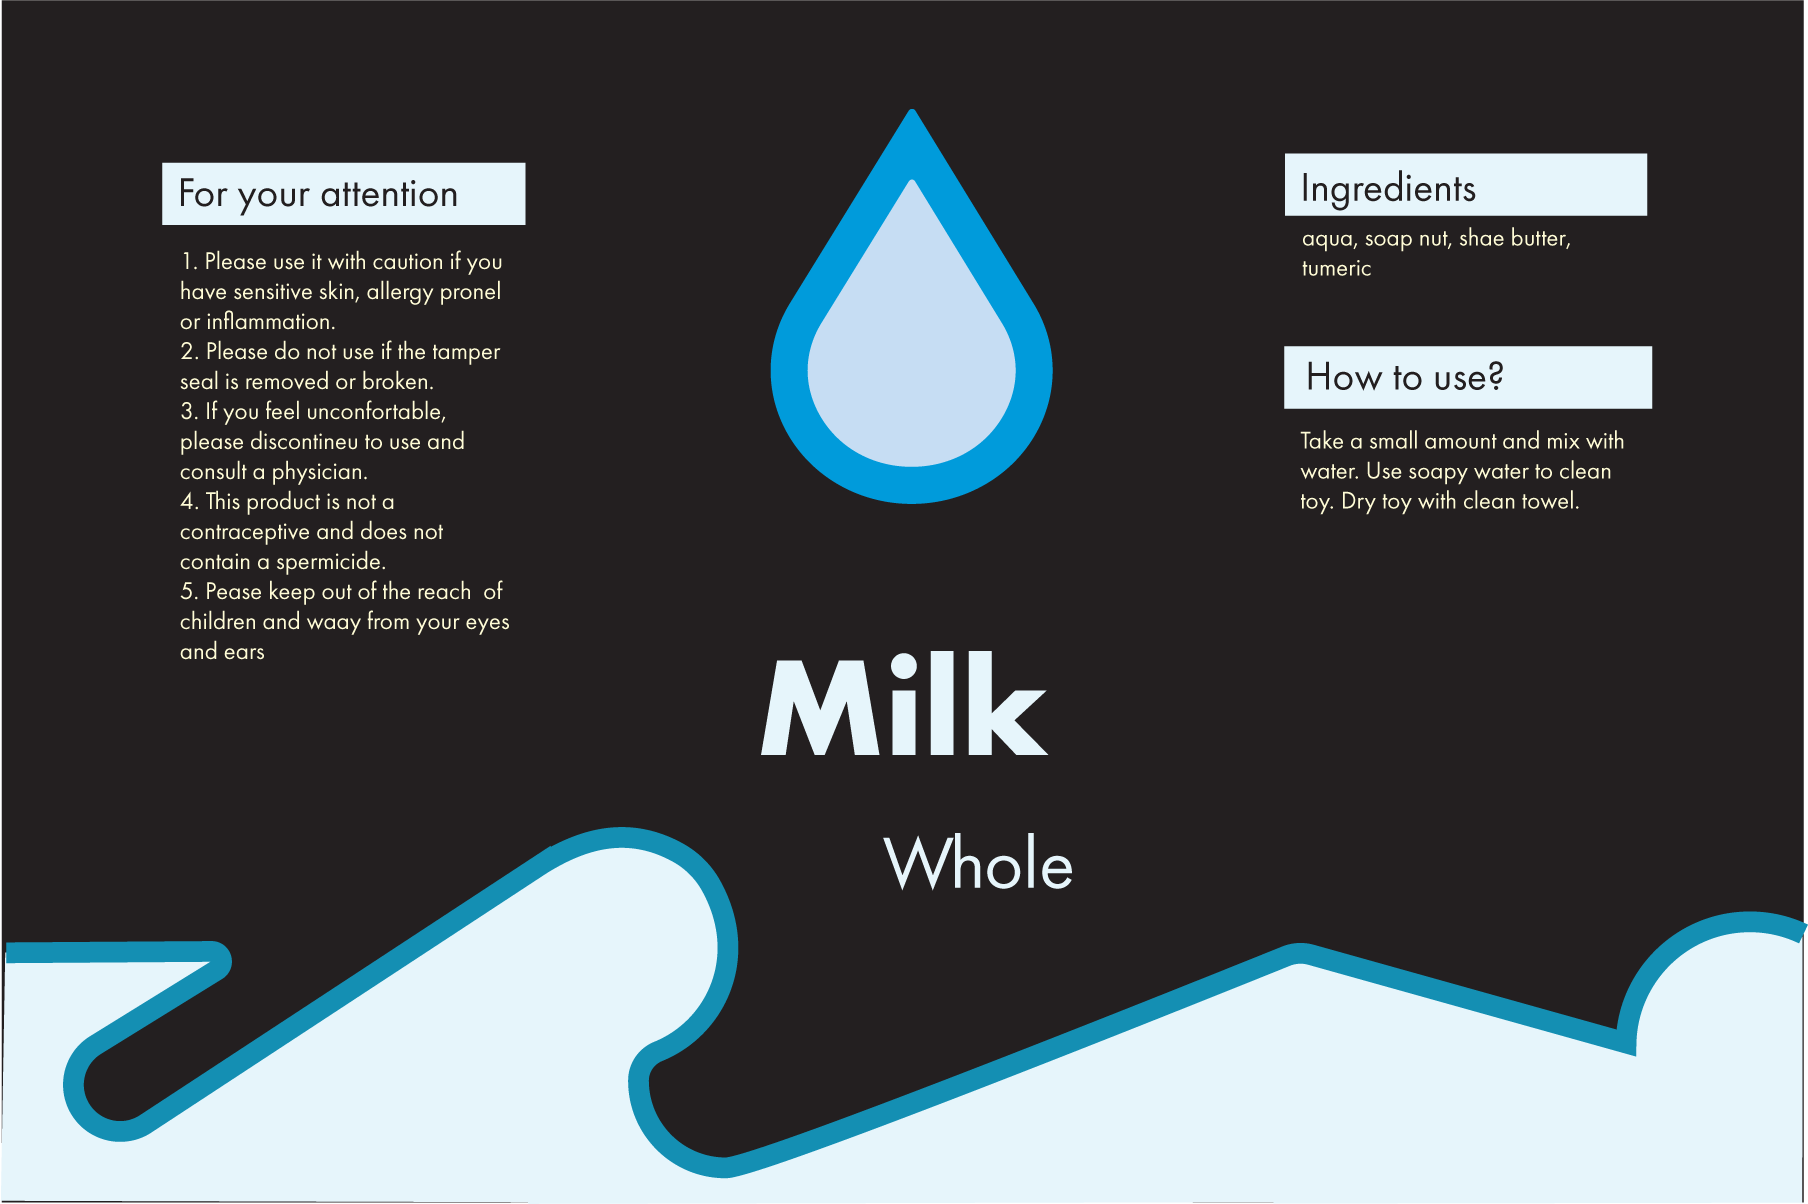 For your attention
1. Please use it with caution if you
have sensitive skin, allergy pronel
or inflammation.
2. Please do not use if the tamper
seal is removed or broken.
3. If you feel unconfortable,
please discontineu to use and
consult a physician.
4. This product is not a
contraceptive and does not
contain a spermicide.
5. Pease keep out of the reach  of
children and waay from your eyes
and ears
Milk
Whole
Ingredients
aqua, soap nut, shae butter,
tumeric
How to use?
Take a small amount and mix with
water. Use soapy water to clean
toy. Dry toy with clean towel.